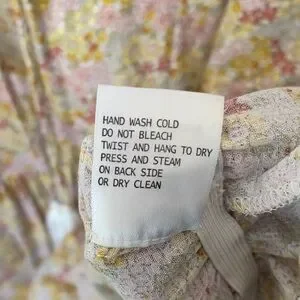 HAND WASH COLD
DO NOT BLEACH
TWIST AND HANG TO DRY
PRESS AND STEAM
ON BACK SIDE
OR DRY CLEAN